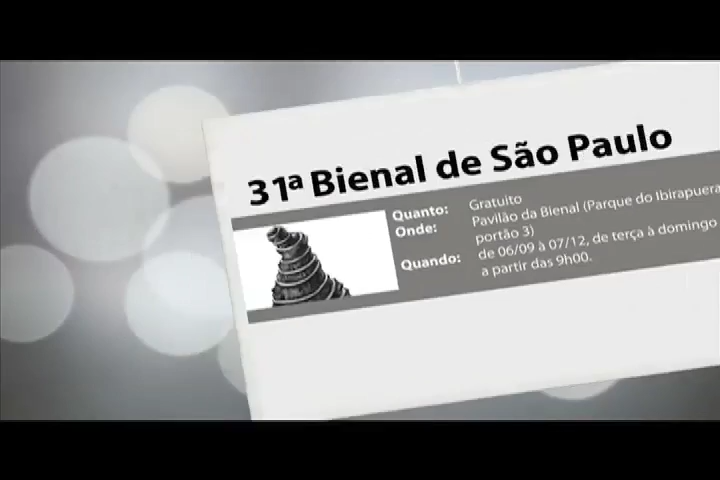 31ª Bienal de São Paulo
Quanto: Gratuito
Onde: Pavilão da Bienal (Parque do Ibirapuera
portão 3)
Quando: de 06/09 à 07/12, de terça à domingo
a partir das 9h00.